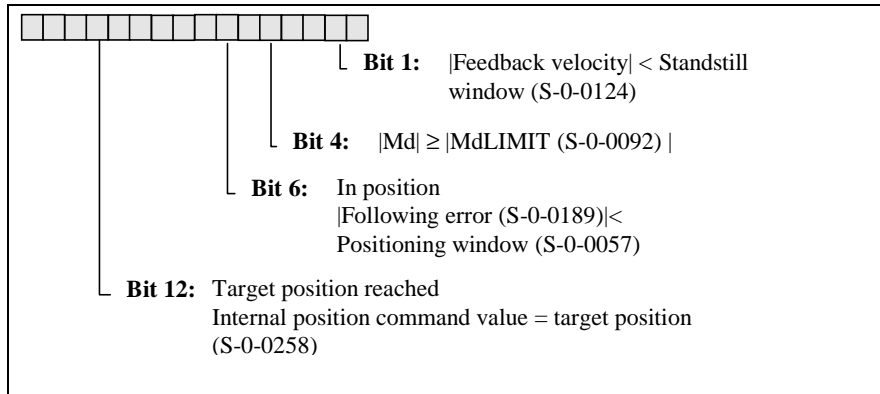 Bit 1: |Feedback velocity| < Standstill
window (S-0-0124)
Bit 4: |Md| ≥ |MdLIMIT (S-0-0092) |
Bit 6: In position
|Following error (S-0-0189)|<
Positioning window (S-0-0057)
Bit 12: Target position reached
Internal position command value = target position
(S-0-0258)